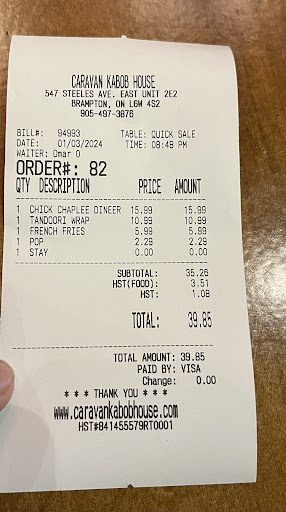 CARAVAN KABOB HOUSE
547 STEELES AVE. EAST UNIT 2E2
BRAMPTON, ON L6W 4S2
905-497-3876
BILL#: 94993 TABLE: QUICK SALE
DATE: 01/03/2024 TIME: 08:48 PM
WAITER: Omar O
ORDER#: 82
QTY DESCRIPTION PRICE AMOUNT
1 CHICK CHAPLEE DINEER 15.99 15.99
1 TANDOORI WRAP 10.99 10.99
1 FRENCH FRIES 5.99 5.99
1 POP 2.29 2.29
1 STAY 0.00 0.00
SUBTOTAL: 35.26
HST(FOOD): 3.51
HST: 1.08
TOTAL: 39.85
TOTAL AMOUNT: 39.85
PAID BY: VISA
Change: 0.00
* * * THANK YOU * * *
www.caravankabobhouse.com
HST#841455579RT0001